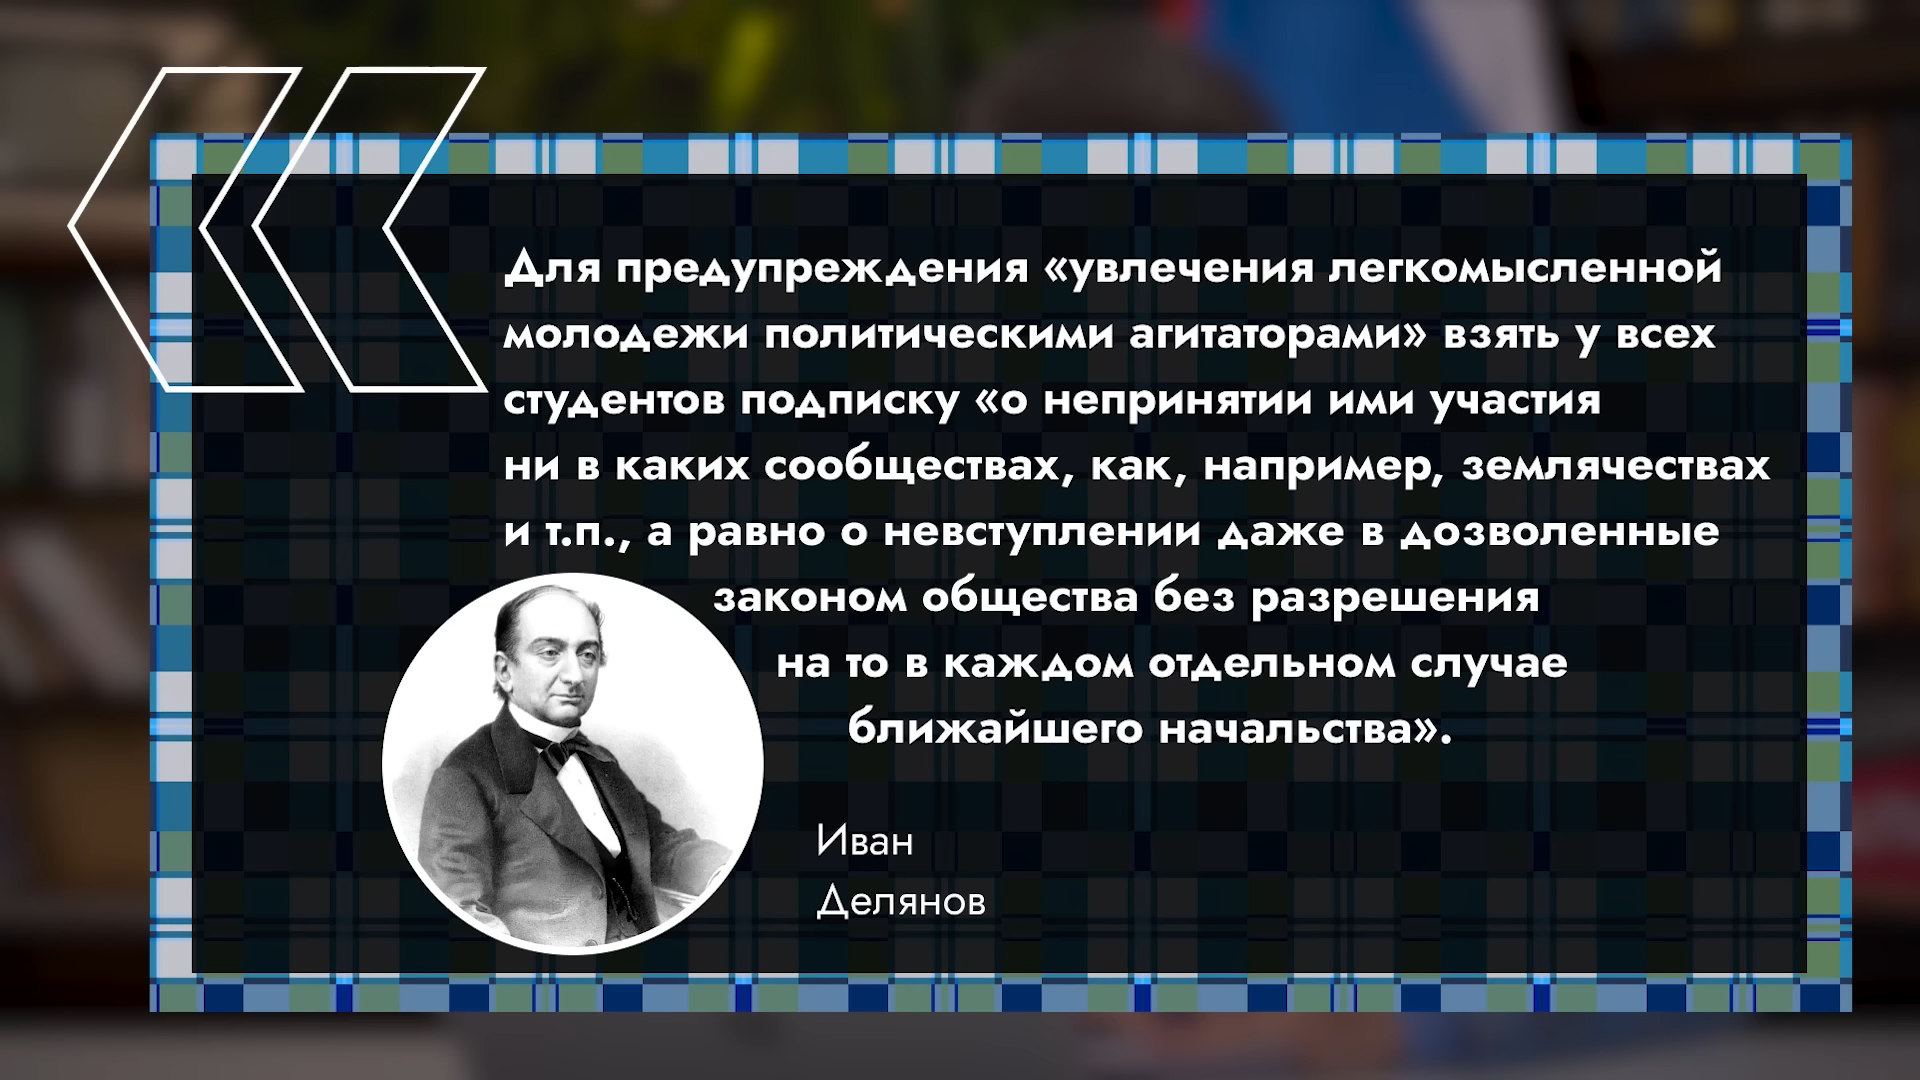 Для предупреждения «увлечения легкомысленной
молодежи политическими агитаторами» взять у всех
студентов подписку «о непринятии ими участия
ни в каких сообществах, как, например, землячествах
и т.п., а равно о невступлении даже в дозволенные
законом общества без разрешения
на то в каждом отдельном случае
ближайшего начальства».
Иван
Делянов